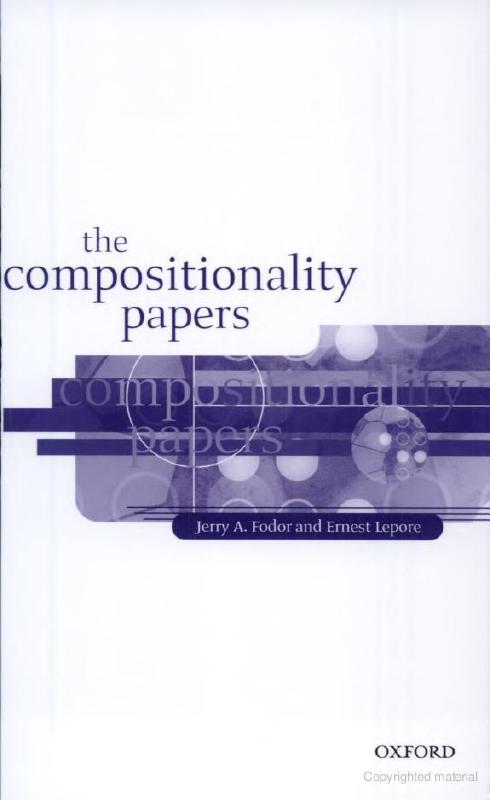 the
compositionality
papers
compositionality
papers
Jerry A. Fodor and Ernest Lepore
OXFORD
Copyrighted material